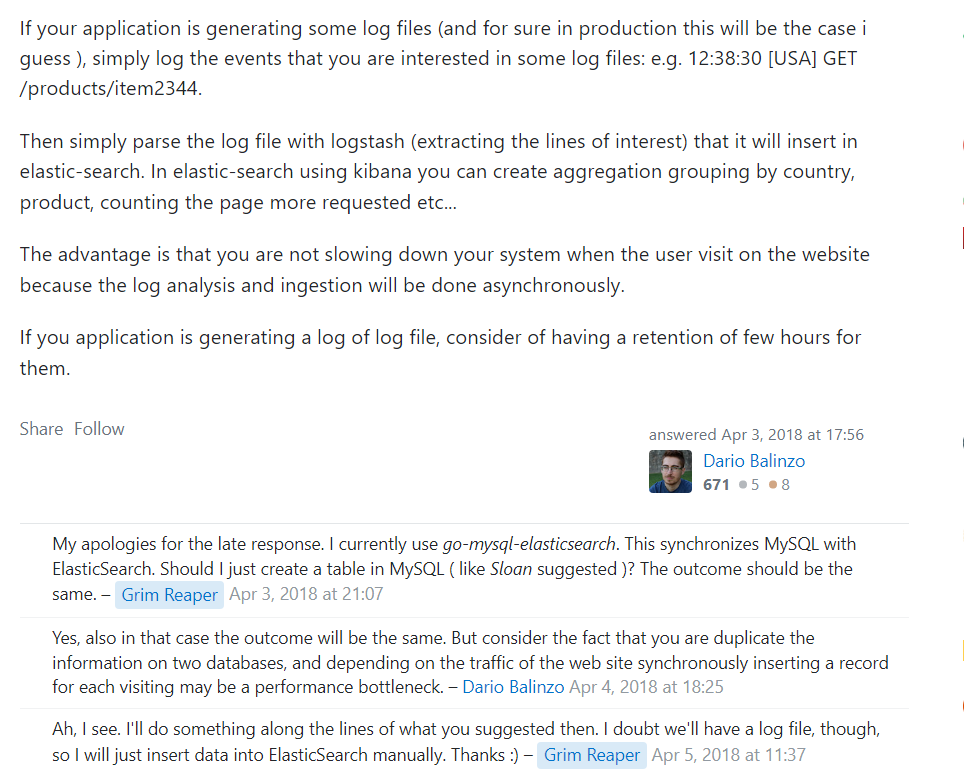 If your application is generating some log files (and for sure in production this will be the case i
guess ), simply log the events that you are interested in some log files: e.g. 12:38:30 [USA] GET
/products/item2344.
Then simply parse the log file with logstash (extracting the lines of interest) that it will insert in
elastic-search. In elastic-search using kibana you can create aggregation grouping by country,
product, counting the page more requested etc...
The advantage is that you are not slowing down your system when the user visit on the website
because the log analysis and ingestion will be done asynchronously.
If you application is generating a log of log file, consider of having a retention of few hours for
them.
Share Follow
answered Apr 3, 2018 at 17:56
Dario Balinzo
671 5 8
My apologies for the late response. I currently use go-mysql-elasticsearch. This synchronizes MySQL with
ElasticSearch. Should I just create a table in MySQL ( like Sloan suggested )? The outcome should be the
same. – Grim Reaper Apr 3, 2018 at 21:07
Yes, also in that case the outcome will be the same. But consider the fact that you are duplicate the
information on two databases, and depending on the traffic of the web site synchronously inserting a record
for each visiting may be a performance bottleneck. – Dario Balinzo Apr 4, 2018 at 18:25
Ah, I see. I'll do something along the lines of what you suggested then. I doubt we'll have a log file, though,
so I will just insert data into ElasticSearch manually. Thanks :) – Grim Reaper Apr 5, 2018 at 11:37